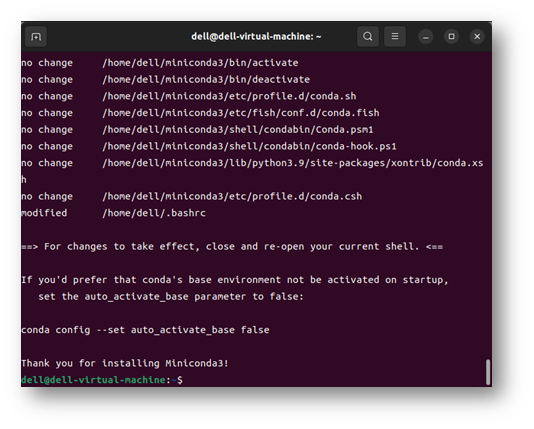 dell@dell-virtual-machine: ~
no change     /home/dell/miniconda3/bin/activate
no change     /home/dell/miniconda3/bin/deactivate
no change     /home/dell/miniconda3/etc/profile.d/conda.sh
no change     /home/dell/miniconda3/etc/fish/conf.d/conda.fish
no change     /home/dell/miniconda3/shell/condabin/Conda.psm1
no change     /home/dell/miniconda3/shell/condabin/conda-hook.ps1
no change     /home/dell/miniconda3/lib/python3.9/site-packages/xontrib/conda.xs
h
no change     /home/dell/miniconda3/etc/profile.d/conda.csh
modified      /home/dell/.bashrc
==> For changes to take effect, close and re-open your current shell. <==
If you'd prefer that conda's base environment not be activated on startup,
   set the auto_activate_base parameter to false:
conda config --set auto_activate_base false
Thank you for installing Miniconda3!
dell@dell-virtual-machine:~$